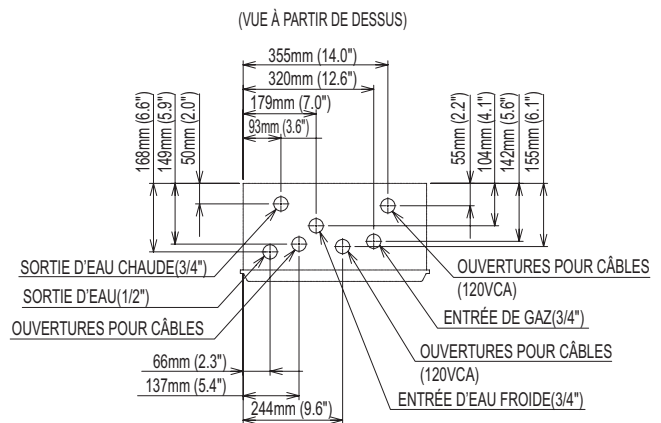 (VUE À PARTIR DE DESSUS)
355mm (14.0")
320mm (12.6")
179mm (7.0")
93mm (3.6")
168mm (6.6")
149mm (5.9")
50mm (2.0")
55mm (2.2")
104mm (4.1")
142mm (5.6")
155mm (6.1")
SORTIE D'EAU CHAUDE(3/4")
SORTIE D'EAU(1/2")
OUVERTURES POUR CÂBLES
OUVERTURES POUR CÂBLES
(120VCA)
ENTRÉE DE GAZ(3/4")
OUVERTURES POUR CÂBLES
(120VCA)
ENTRÉE D'EAU FROIDE(3/4")
66mm (2.3")
137mm (5.4")
244mm (9.6")